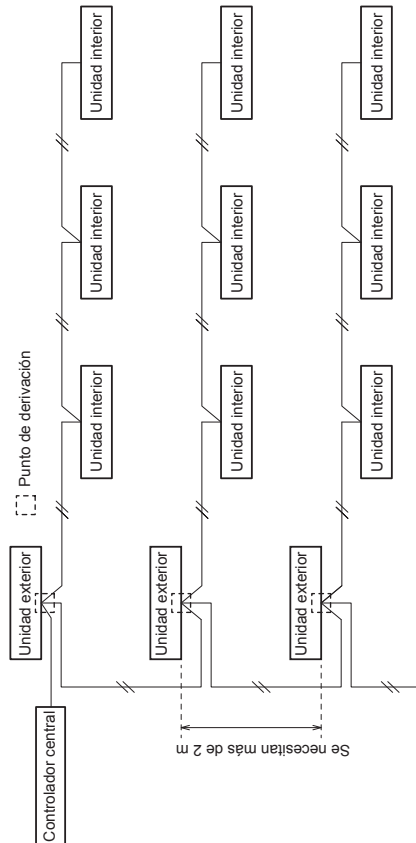 Punto de derivación
Controlador central
Unidad exterior
Unidad interior
Unidad interior
Unidad interior
Unidad exterior
Unidad interior
Unidad interior
Unidad interior
Unidad exterior
Unidad interior
Unidad interior
Unidad interior
Se necesitan más de 2 m